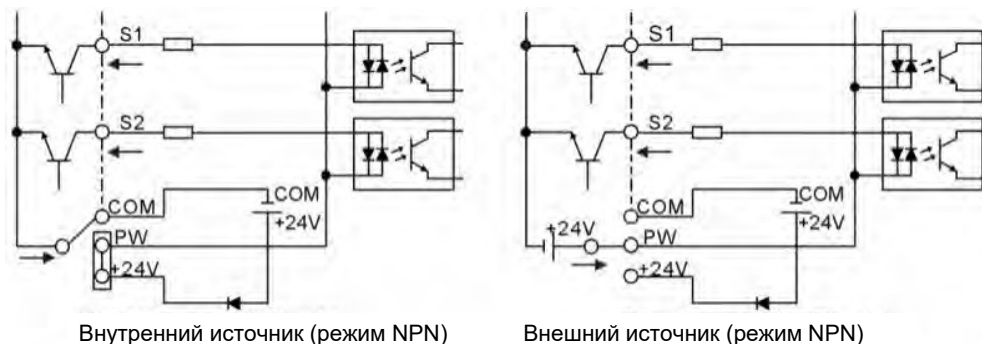 S1 S1
S2 S2
COM COM
COM COM
+24V +24V
PW PW
+24V +24V
Внутренний источник (режим NPN) Внешний источник (режим NPN)